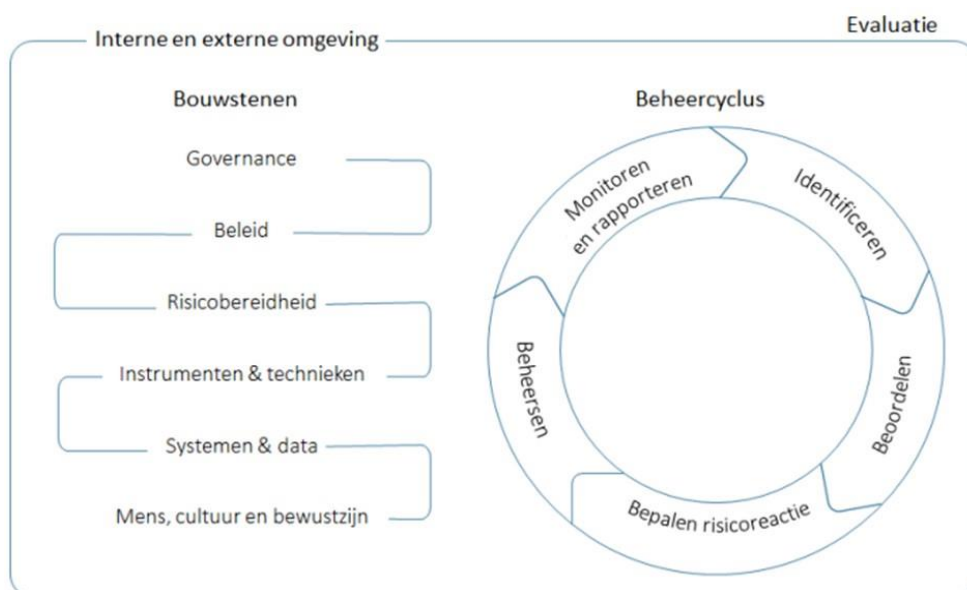 Evaluatie
Interne en externe omgeving
Bouwstenen
Governance
Beleid
Risicobereidheid
Instrumenten & technieken
Systemen & data
Mens, cultuur en bewustzijn
Beheercyclus
Identificeren
Beoordelen
Bepalen risicoreactie
Beheersen
Monitoren
en rapporteren